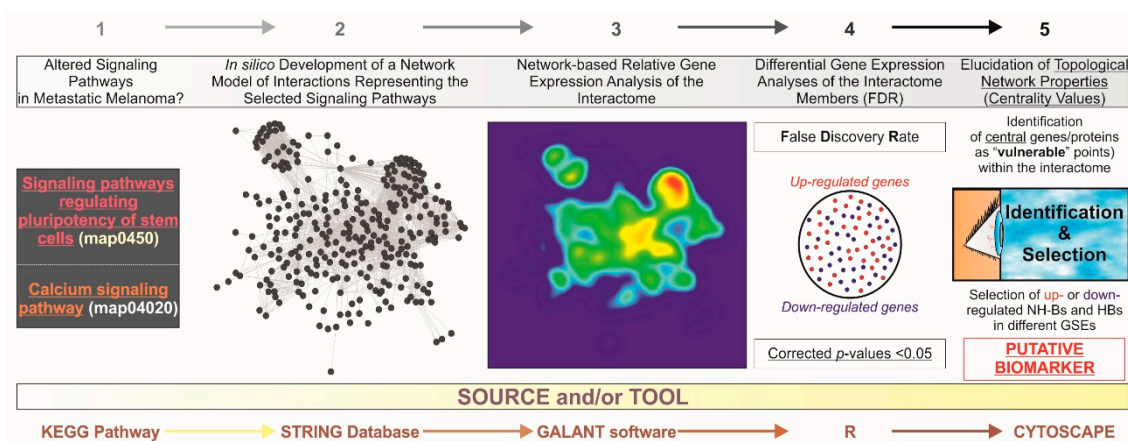 1
2
3
4
5
Altered Signaling
Pathways
in Metastatic Melanoma?
In silico Development of a Network
Model of Interactions Representing the
Selected Signaling Pathways
Network-based Relative Gene
Expression Analysis of the
Interactome
Differential Gene Expression
Analyses of the Interactome
Members (FDR)
Elucidation of Topological
Network Properties
(Centrality Values)
Signaling pathways
regulating
pluripotency of stem
cells (map0450)
Calcium signaling
pathway (map04020)
False Discovery Rate
Up-regulated genes
Down-regulated genes
Corrected p-values <0.05
Identification
of central genes/proteins
as “vulnerable” points)
within the interactome
Identification
&
Selection
Selection of up- or down-
regulated NH-Bs and HBs
in different GSEs
PUTATIVE
BIOMARKER
SOURCE and/or TOOL
KEGG Pathway
STRING Database
GALANT software
R
CYTOSCAPE